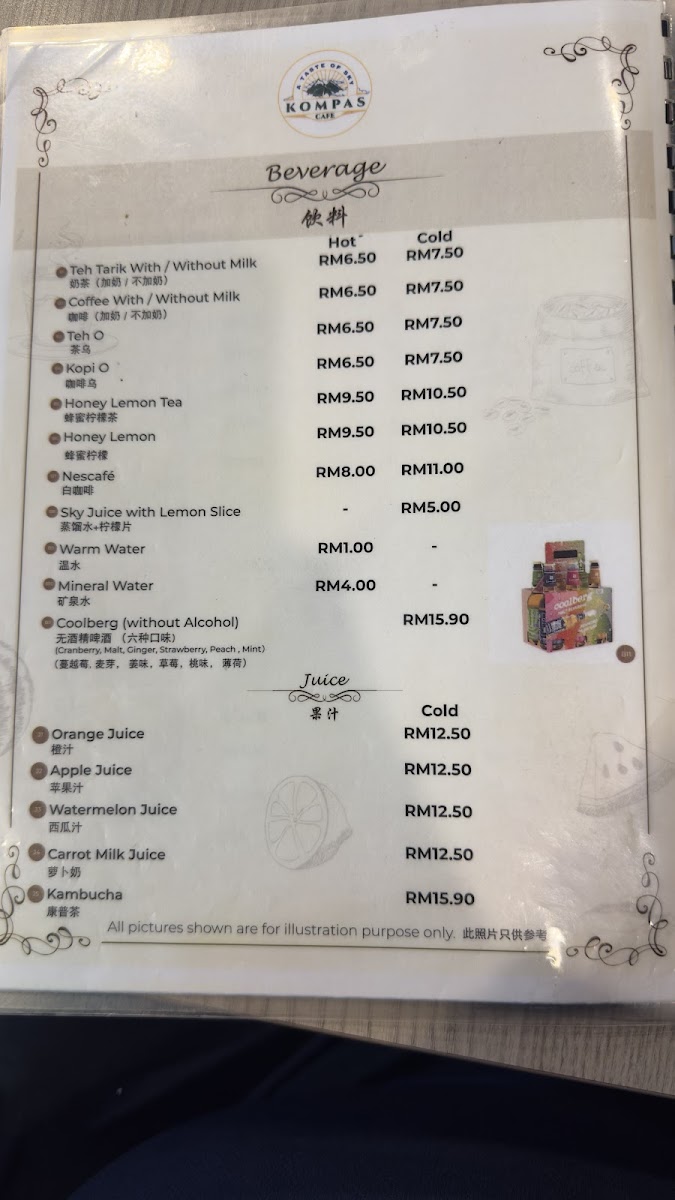 A TASTE OF SKY
KOMPAS
CAFE
Beverage
饮料
Hot Cold
Teh Tarik With / Without Milk RM6.50 RM7.50
奶茶（加奶 / 不加奶）
Coffee With / Without Milk RM6.50 RM7.50
咖啡（加奶 / 不加奶）
Teh O RM6.50 RM7.50
茶乌
Kopi O RM6.50 RM7.50
咖啡乌
Honey Lemon Tea RM9.50 RM10.50
蜂蜜柠檬茶
Honey Lemon RM9.50 RM10.50
蜂蜜柠檬
Nescafé RM8.00 RM11.00
白咖啡
Sky Juice with Lemon Slice - RM5.00
蒸馏水+柠檬片
Warm Water RM1.00 -
温水
Mineral Water RM4.00 -
矿泉水
Coolberg (without Alcohol) RM15.90
无酒精啤酒 （六种口味）
(Cranberry, Malt, Ginger, Strawberry, Peach , Mint)
（蔓越莓, 麦芽， 姜味，草莓，桃味， 薄荷）
coolberg
Juice
果汁
Cold
Orange Juice RM12.50
橙汁
Apple Juice RM12.50
苹果汁
Watermelon Juice RM12.50
西瓜汁
Carrot Milk Juice RM12.50
萝卜奶
Kambucha RM15.90
康普茶
All pictures shown are for illustration purpose only. 此照片只供参考